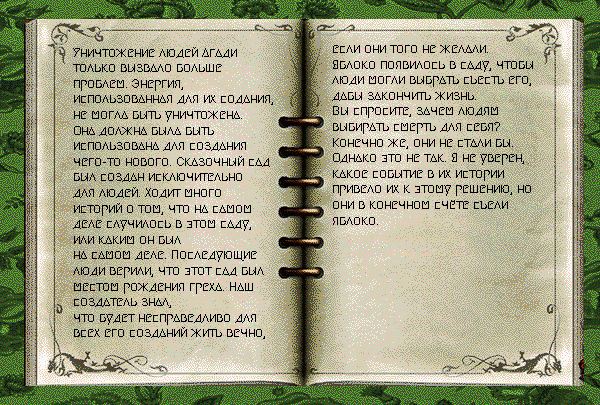 Уничтожение людей Агади
только вызвало больше
проблем. Энергия,
использованная для их содания,
не могла быть уничтожена.
Она должна была быть
использована для создания
чего-то нового. Сказочный сад
был создан исключительно
для людей. Ходит много
историй о том, что на самом
деле случилось в этом саду,
или каким он был
на самом деле. Последующие
люди верили, что этот сад был
местом рождения греха. Наш
создатель знал,
что будет несправедливо для
всех его созданий жить вечно,
если они того не желали.
Яблоко появилось в саду, чтобы
люди могли выбрать съесть его,
дабы закончить жизнь.
Вы спросите, зачем людям
выбирать смерть для себя?
Конечно же, они не стали бы.
Однако это не так. Я не уверен,
какое событие в их истории
привело их к этому решению, но
они в конечном счёте съели
яблоко.